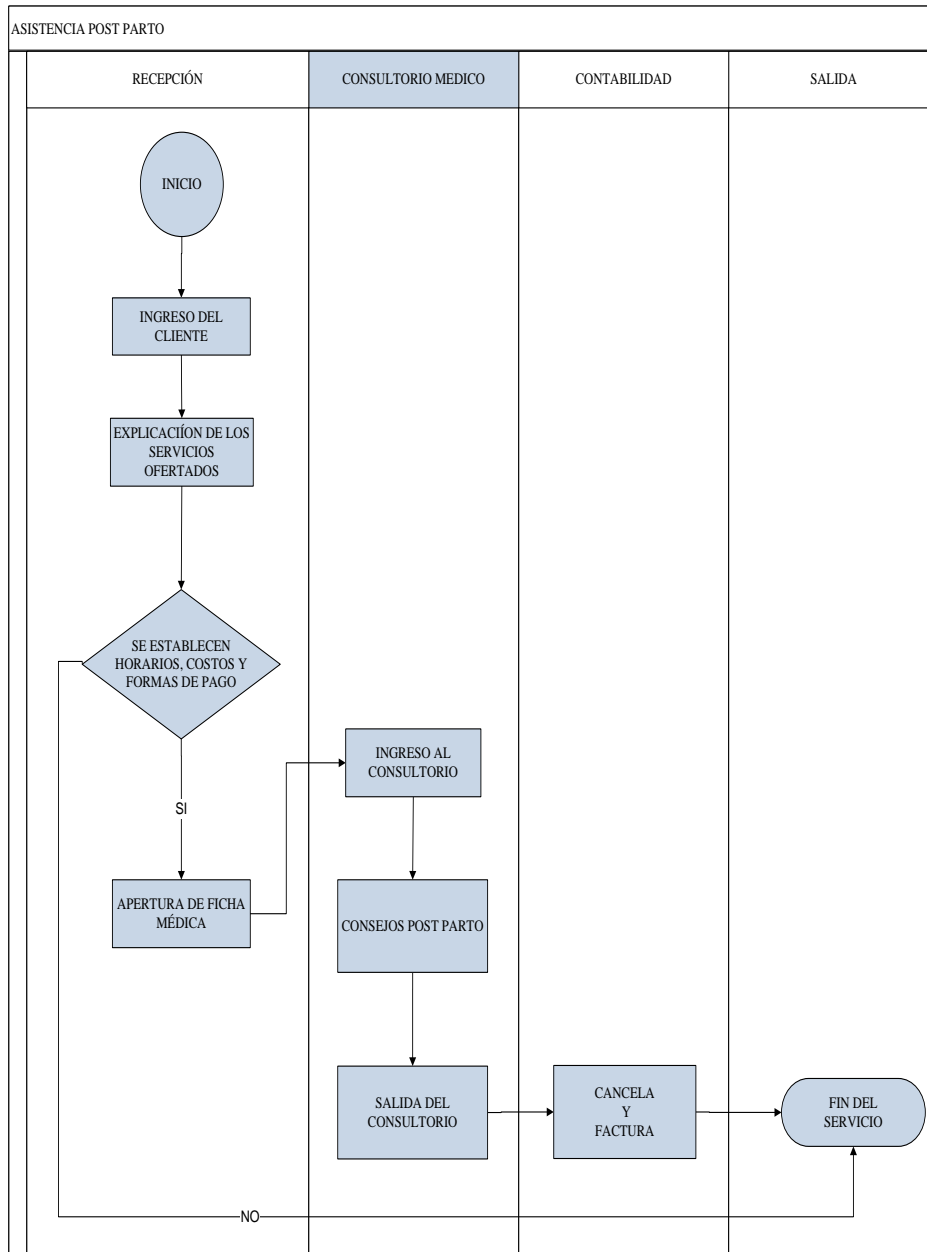 ASISTENCIA POST PARTO
RECEPCIÓN
CONSULTORIO MEDICO
CONTABILIDAD
SALIDA
INICIO
INGRESO DEL
CLIENTE
EXPLICACIÍON DE LOS
SERVICIOS
OFERTADOS
SE ESTABLECEN
HORARIOS, COSTOS Y
FORMAS DE PAGO
SI
APERTURA DE FICHA
MÉDICA
INGRESO AL
CONSULTORIO
CONSEJOS POST PARTO
SALIDA DEL
CONSULTORIO
CANCELA
Y
FACTURA
FIN DEL
SERVICIO
NO